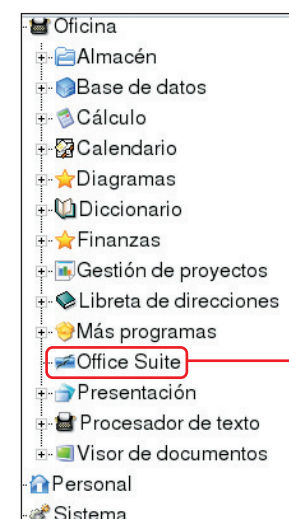 Oficina
Almacén
Base de datos
Cálculo
Calendario
Diagramas
Diccionario
Finanzas
Gestión de proyectos
Libreta de direcciones
Más programas
Office Suite
Presentación
Procesador de texto
Visor de documentos
Personal
Sistema